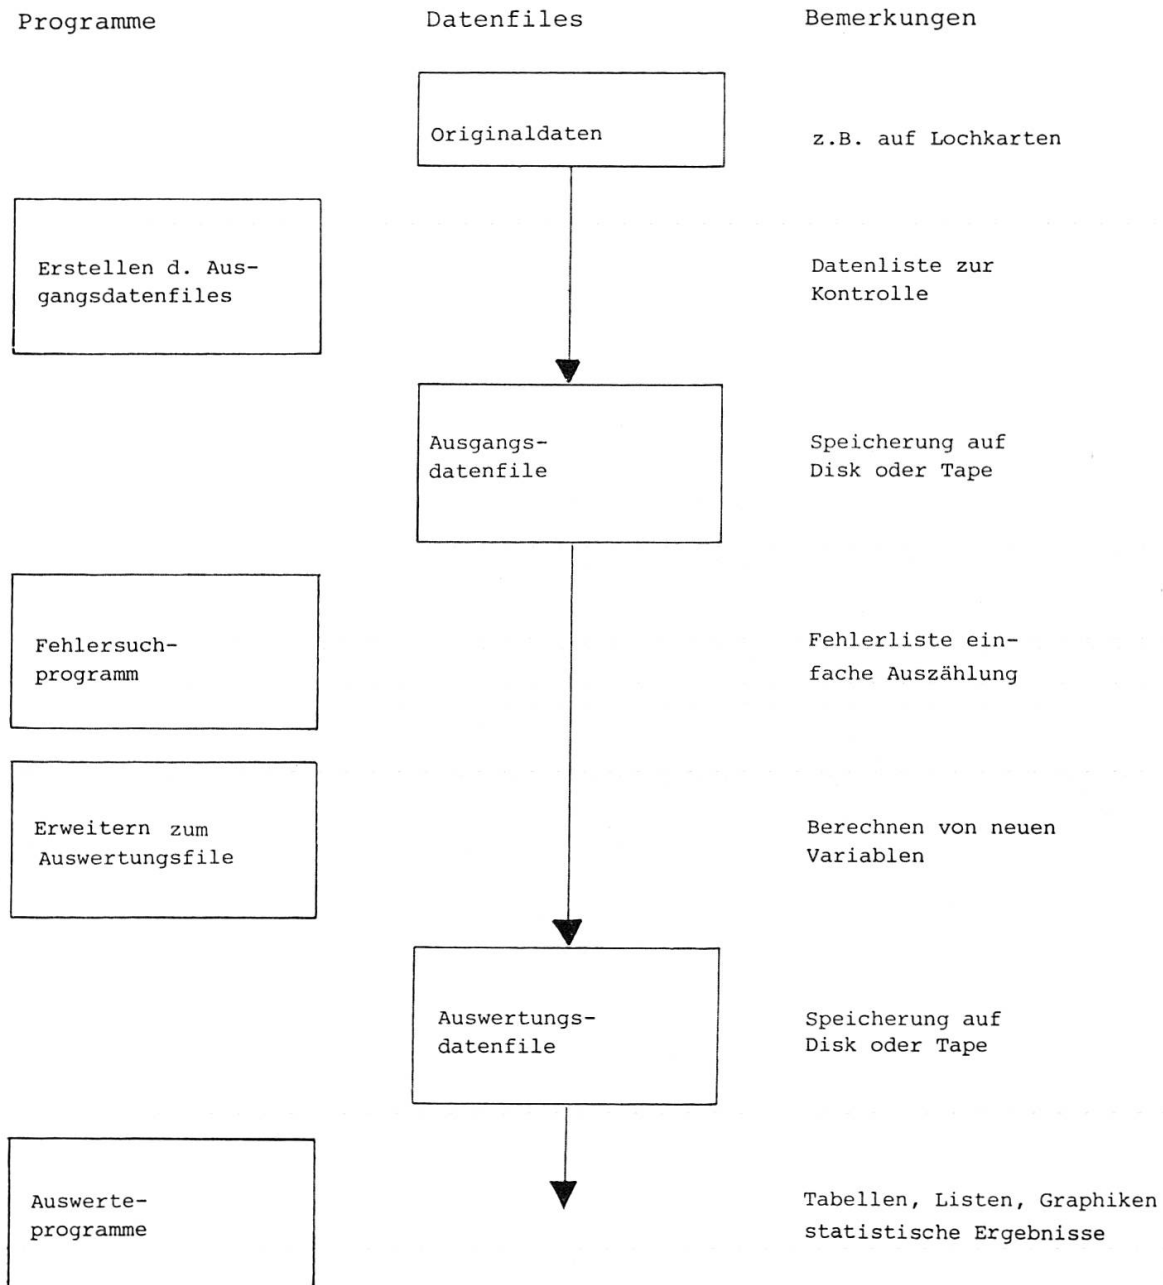 Programme
Datenfiles
Bemerkungen
Originaldaten
z.B. auf Lochkarten
Erstellen d. Aus-
gangsdatenfiles
Datenliste zur
Kontrolle
Ausgangs-
datenfile
Speicherung auf
Disk oder Tape
Fehlersuch-
programm
Fehlerliste ein-
fache Auszählung
Erweitern zum
Auswertungsfile
Berechnen von neuen
Variablen
Auswertungs-
datenfile
Speicherung auf
Disk oder Tape
Auswerte-
programme
Tabellen, Listen, Graphiken
statistische Ergebnisse